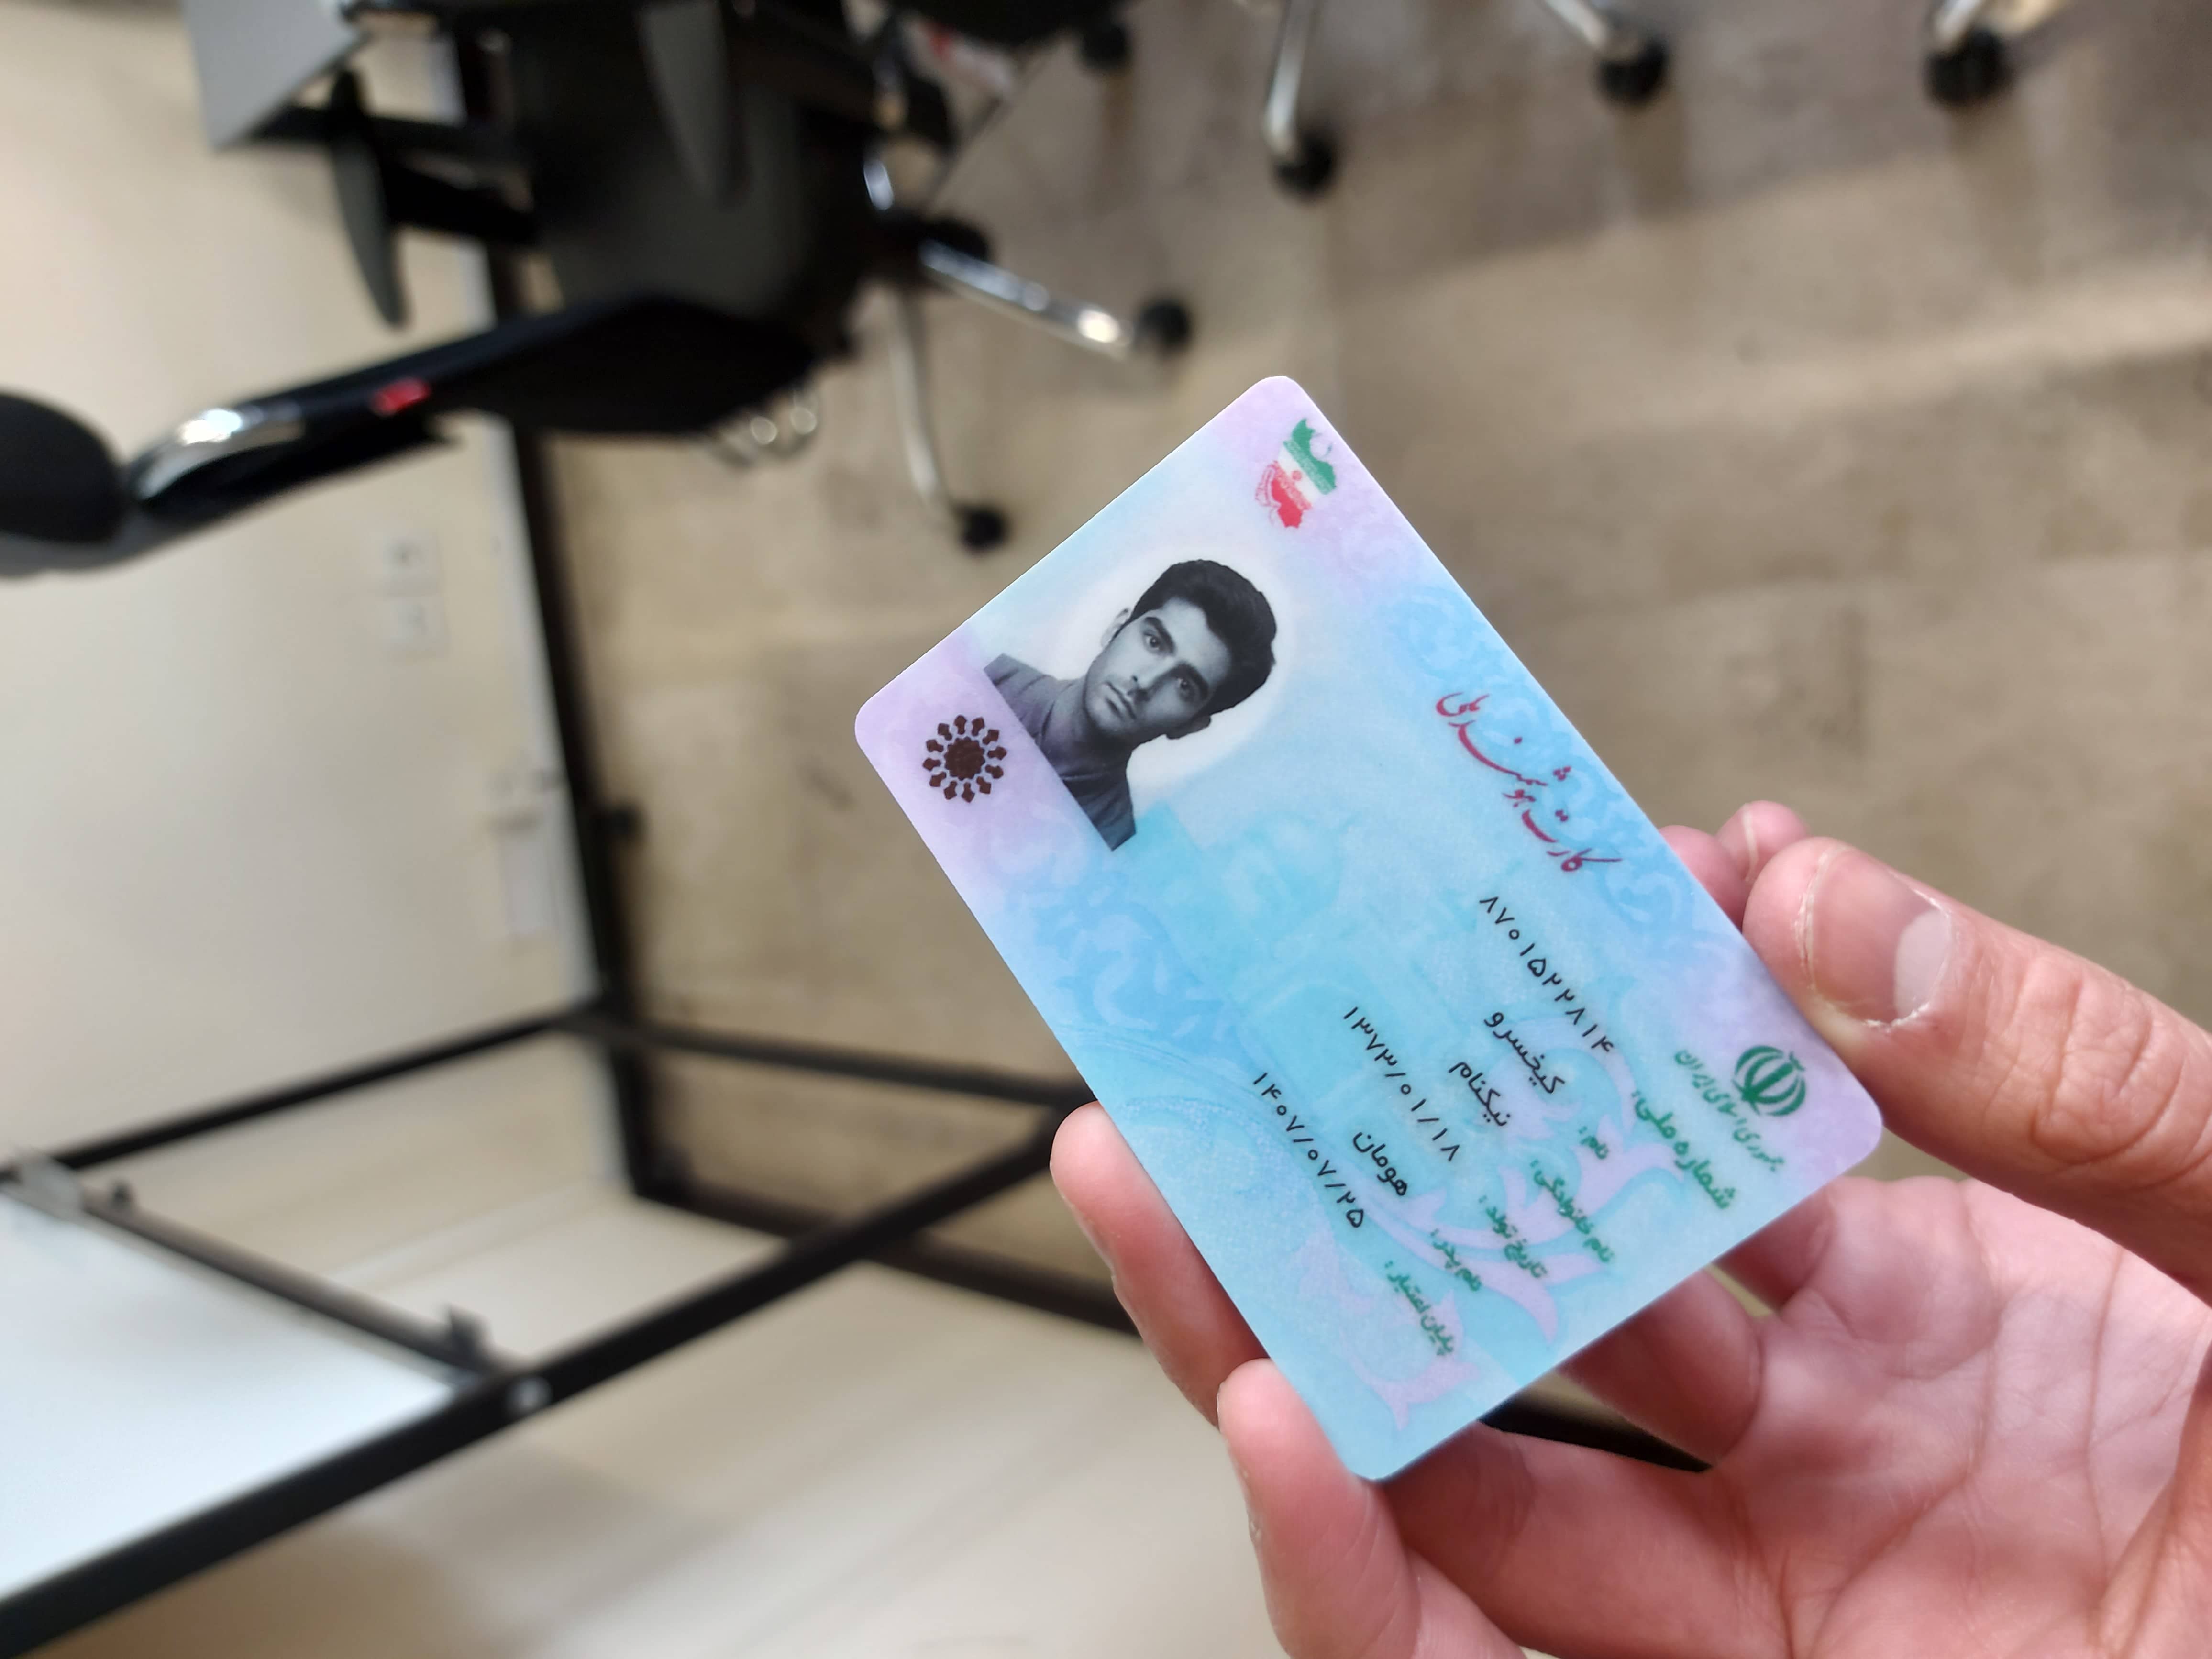 کارت هوشمند ملی
جمهوری اسلامی ایران
شماره ملی: ۸۷۰۱۵۲۲۸۱۴
نام: کیخسرو
نام خانوادگی: نیکنام
تاریخ تولد: ۱۳۷۳/۰۱/۱۸
نام پدر: هومان
پایان اعتبار: ۱۴۰۷/۰۷/۲۵